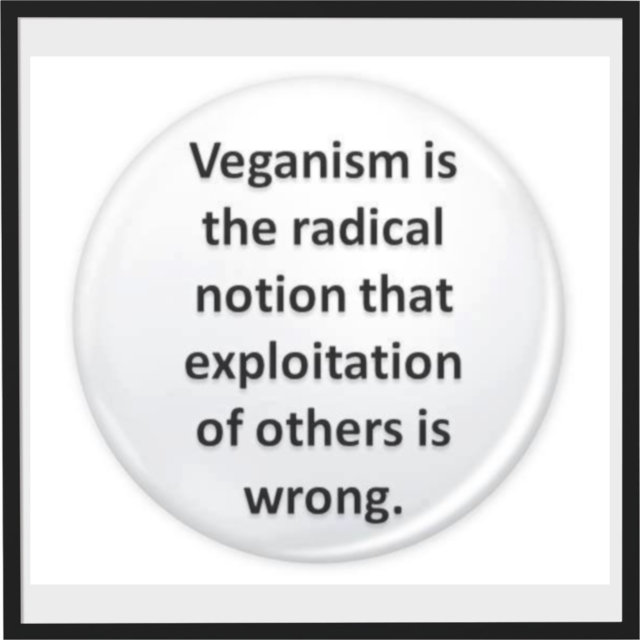 Veganism is
the radical
notion that
exploitation
of others is
wrong.